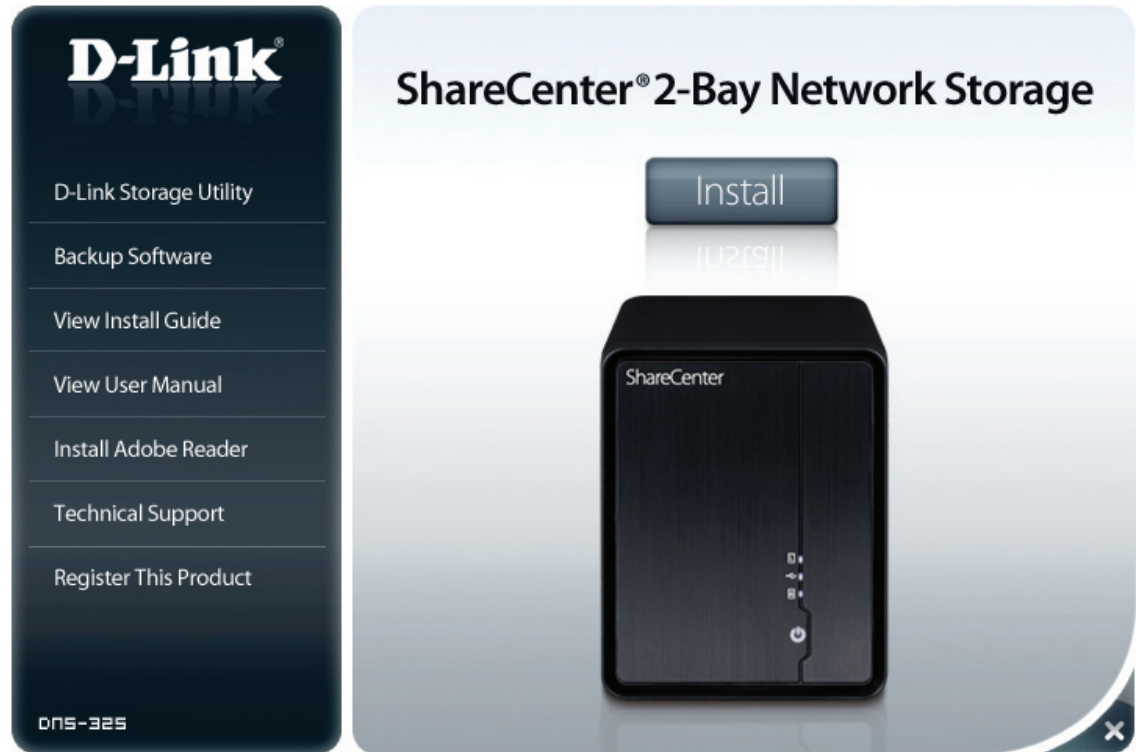 D-Link®
D-Link Storage Utility
Backup Software
View Install Guide
View User Manual
Install Adobe Reader
Technical Support
Register This Product
DNS-325
ShareCenter® 2-Bay Network Storage
Install
ShareCenter